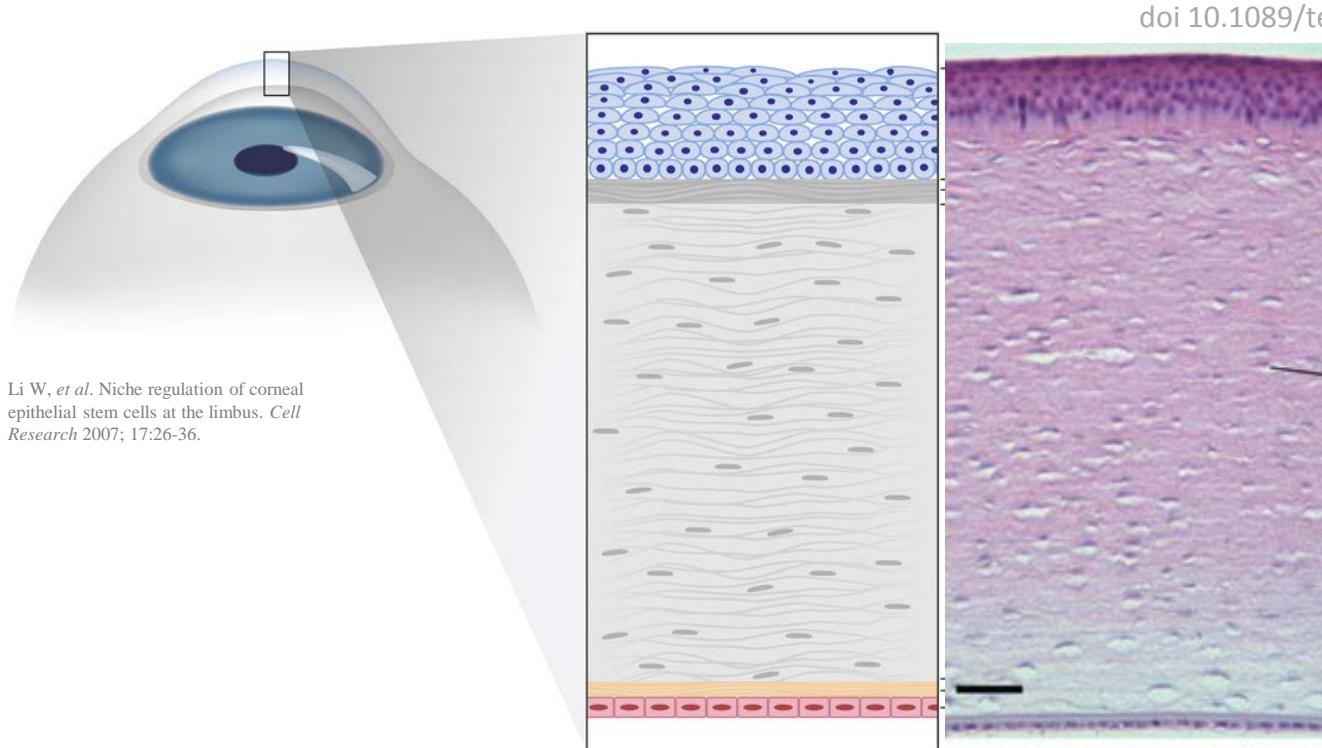 doi 10.1089/te
Li W, et al. Niche regulation of corneal
epithelial stem cells at the limbus. Cell
Research 2007; 17:26-36.